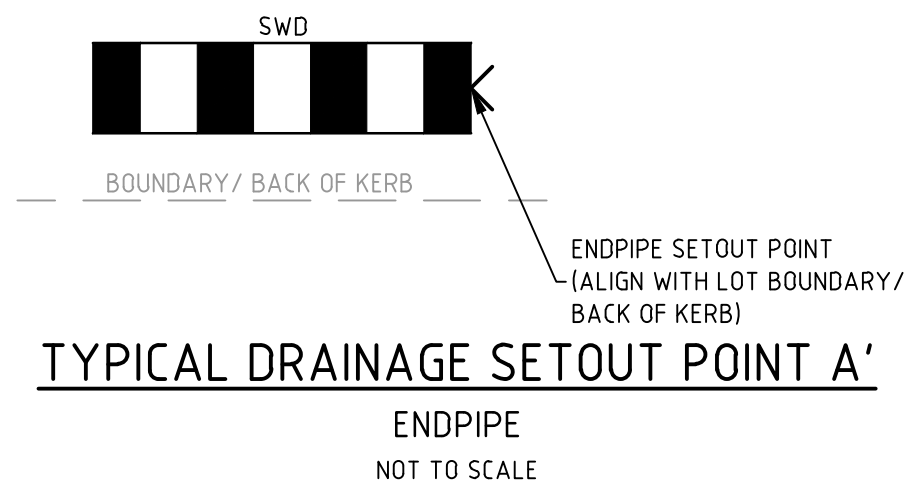 SWD
BOUNDARY/ BACK OF KERB
ENDPIPE SETOUT POINT
(ALIGN WITH LOT BOUNDARY/
BACK OF KERB)
TYPICAL DRAINAGE SETOUT POINT A'
ENDPIPE
NOT TO SCALE